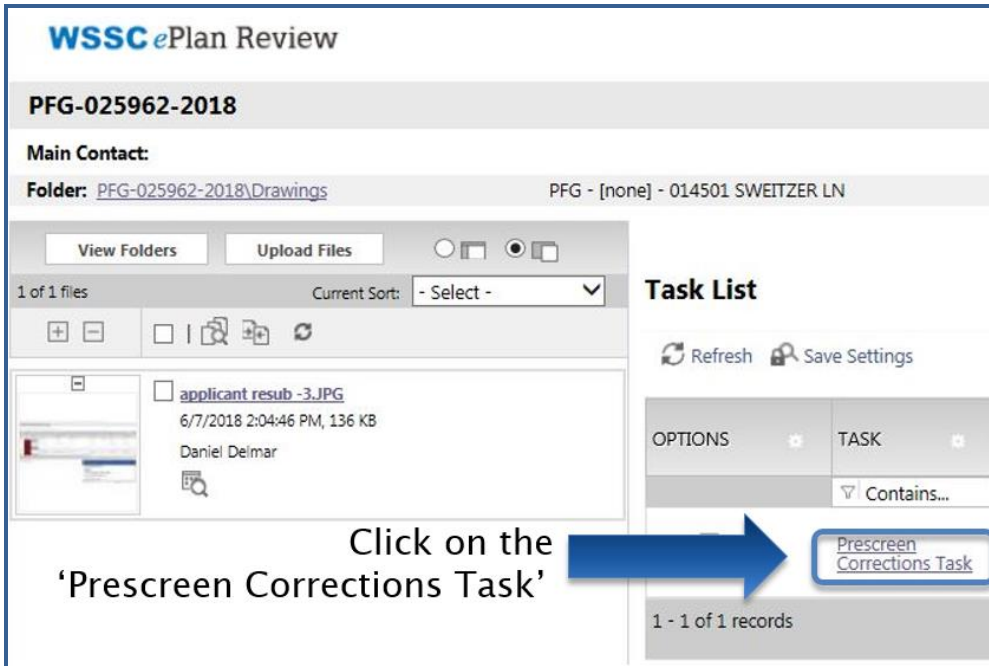 WSSC ePlan Review
PFG-025962-2018
Main Contact:
Folder: PFG-025962-2018\Drawings PFG - [none] - 014501 SWEITZER LN
View Folders Upload Files
1 of 1 files Current Sort: - Select -
Task List
Refresh Save Settings
applicant resub -3.JPG
6/7/2018 2:04:46 PM, 136 KB
Daniel Delmar
OPTIONS TASK
Contains...
Click on the
‘Prescreen Corrections Task’
Prescreen
Corrections Task
1 - 1 of 1 records